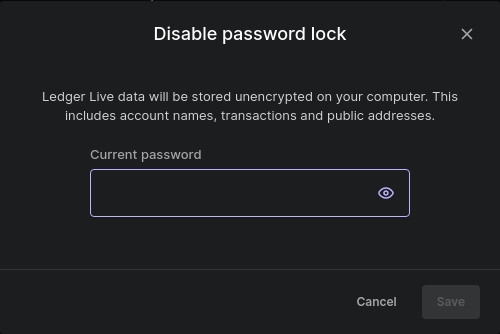 Disable password lock
Ledger Live data will be stored unencrypted on your computer. This
includes account names, transactions and public addresses.
Current password
Cancel
Save